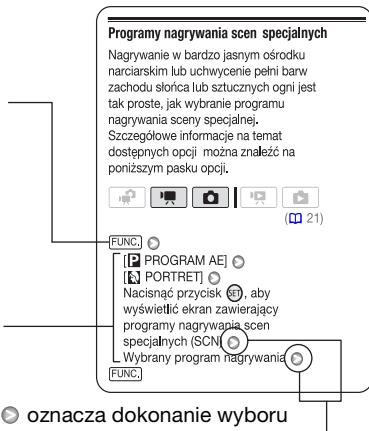 Programy nagrywania scen specjalnych
Nagrywanie w bardzo jasnym ośrodku
narciarskim lub uchwycenie pełni barw
zachodu słońca lub sztucznych ogni jest
tak proste, jak wybranie programu
nagrywania sceny specjalnej.
Szczegółowe informacje na temat
dostępnych opcji można znaleźć na
poniższym pasku opcji.
( 21)
FUNC.
[P PROGRAM AE]
[ PORTRET]
Nacisnąć przycisk SET, aby
wyświetlić ekran zawierający
programy nagrywania scen
specjalnych (SCN)
Wybrany program nagrywania
FUNC.
oznacza dokonanie wyboru